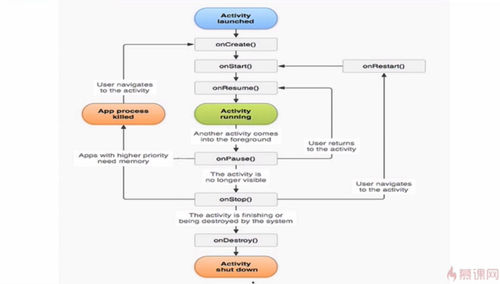 Activity
launched
onCreate()
onStart()
onRestart()
User navigates
to the activity
onResume()
App process
killed
Activity
running
Another activity comes
into the foreground
User returns
to the activity
Apps with higher priority
need memory
onPause()
The activity is
no longer visible
User navigates
to the activity
onStop()
The activity is finishing or
being destroyed by the system
onDestroy()
Activity
shut down
慕课网